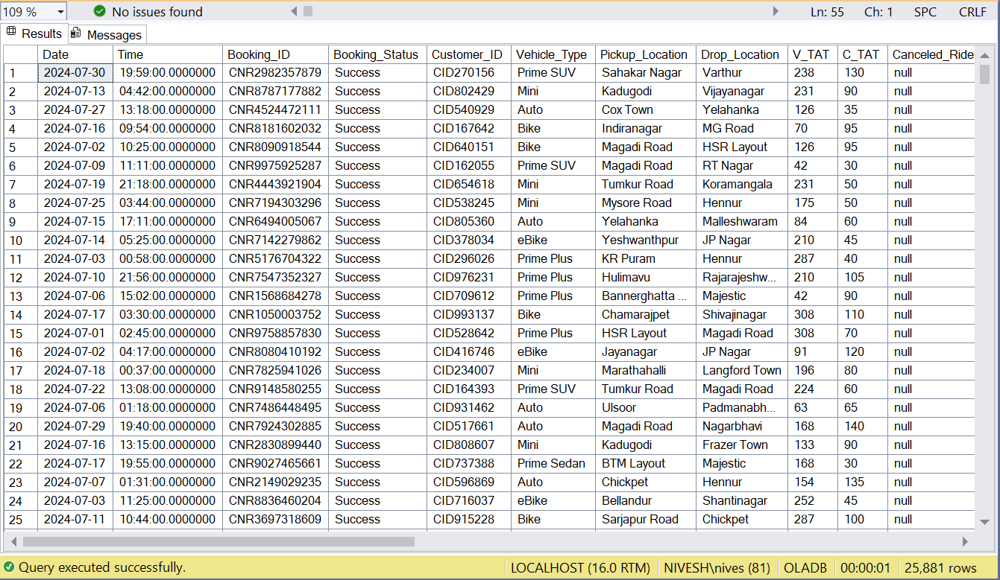 109 % No issues found Ln: 55 Ch: 1 SPC CRLF
Results Messages
Date Time Booking_ID Booking_Status Customer_ID Vehicle_Type Pickup_Location Drop_Location V_TAT C_TAT Canceled_Ride
1 2024-07-30 19:59:00.0000000 CNR2982357879 Success CID270156 Prime SUV Sahakar Nagar Varthur 238 130 null
2 2024-07-13 04:42:00.0000000 CNR8787177882 Success CID802429 Mini Kadugodi Vijayanagar 231 90 null
3 2024-07-27 13:18:00.0000000 CNR4524472111 Success CID540929 Auto Cox Town Yelahanka 126 35 null
4 2024-07-16 09:54:00.0000000 CNR8181602032 Success CID167642 Bike Indiranagar MG Road 70 95 null
5 2024-07-02 10:25:00.0000000 CNR8090918544 Success CID640151 Bike Magadi Road HSR Layout 126 95 null
6 2024-07-09 11:11:00.0000000 CNR9975925287 Success CID162055 Prime SUV Magadi Road RT Nagar 42 30 null
7 2024-07-19 21:18:00.0000000 CNR4443921904 Success CID654618 Mini Tumkur Road Koramangala 231 50 null
8 2024-07-25 03:44:00.0000000 CNR7194303296 Success CID538245 Mini Mysore Road Hennur 175 50 null
9 2024-07-15 17:11:00.0000000 CNR6494005067 Success CID805360 Auto Yelahanka Malleshwaram 84 60 null
10 2024-07-14 05:25:00.0000000 CNR7142279862 Success CID378034 eBike Yeshwanthpur JP Nagar 210 45 null
11 2024-07-03 00:58:00.0000000 CNR5176704322 Success CID296026 Prime Plus KR Puram Hennur 287 40 null
12 2024-07-10 21:56:00.0000000 CNR7547352327 Success CID976231 Prime Plus Hulimavu Rajarajeshw... 210 105 null
13 2024-07-06 15:02:00.0000000 CNR1568684278 Success CID709612 Prime Plus Bannerghatta ... Majestic 42 90 null
14 2024-07-17 03:30:00.0000000 CNR1050003752 Success CID993137 Bike Chamarajpet Shivajinagar 308 110 null
15 2024-07-01 02:45:00.0000000 CNR9758857830 Success CID528642 Prime Plus HSR Layout Magadi Road 308 70 null
16 2024-07-02 04:17:00.0000000 CNR8080410192 Success CID416746 eBike Jayanagar JP Nagar 91 120 null
17 2024-07-18 00:37:00.0000000 CNR7825941026 Success CID234007 Mini Marathahalli Langford Town 196 80 null
18 2024-07-22 13:08:00.0000000 CNR9148580255 Success CID164393 Prime SUV Tumkur Road Magadi Road 224 60 null
19 2024-07-06 01:18:00.0000000 CNR7486448495 Success CID931462 Auto Ulsoor Padmanabh... 63 65 null
20 2024-07-29 19:40:00.0000000 CNR7924302885 Success CID517661 Auto Magadi Road Nagarbhavi 168 140 null
21 2024-07-16 13:15:00.0000000 CNR2830899440 Success CID808607 Mini Kadugodi Frazer Town 133 90 null
22 2024-07-17 19:55:00.0000000 CNR9027465661 Success CID737388 Prime Sedan BTM Layout Majestic 168 30 null
23 2024-07-07 01:31:00.0000000 CNR2149029235 Success CID596869 Auto Chickpet Hennur 154 135 null
24 2024-07-03 11:25:00.0000000 CNR8836460204 Success CID716037 eBike Bellandur Shantinagar 252 45 null
25 2024-07-11 10:44:00.0000000 CNR3697318609 Success CID915228 Bike Sarjapur Road Chickpet 287 100 null
Query executed successfully. LOCALHOST (16.0 RTM) NIVESH\nives (81) OLADB 00:00:01 25,881 rows